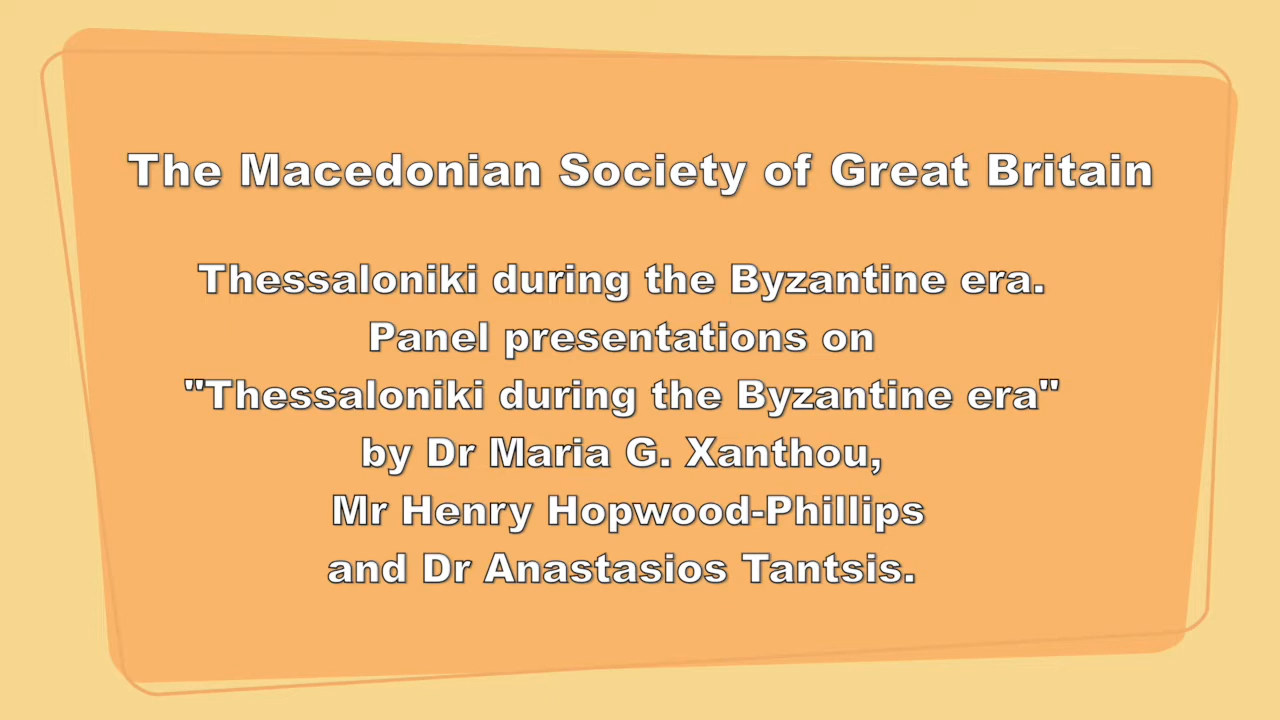 The Macedonian Society of Great Britain
Thessaloniki during the Byzantine era.
Panel presentations on
"Thessaloniki during the Byzantine era"
by Dr Maria G. Xanthou,
Mr Henry Hopwood-Phillips
and Dr Anastasios Tantsis.